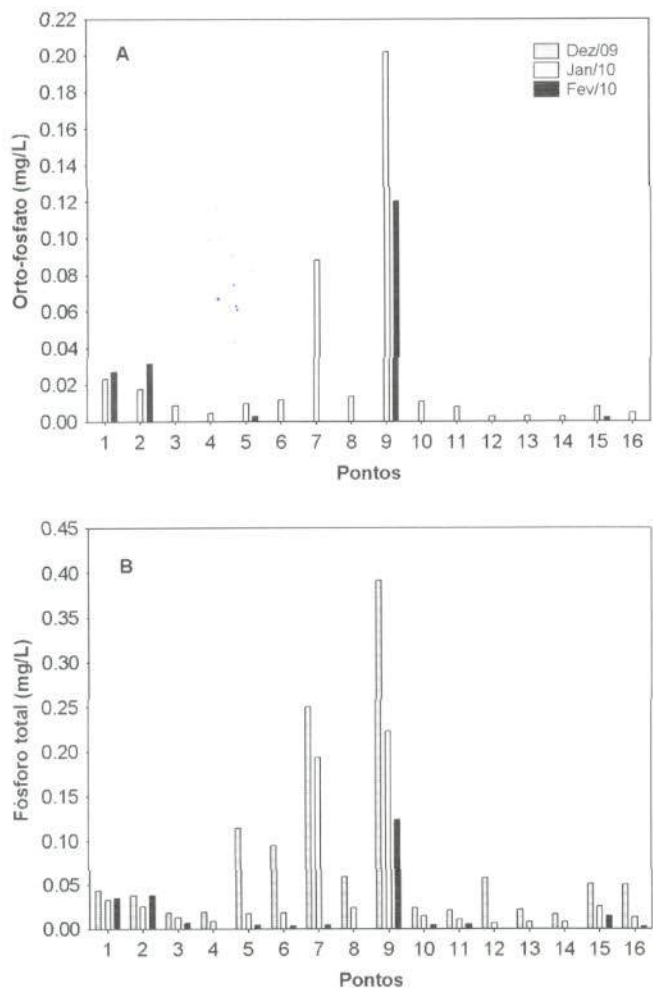 0.22
A
Dez/09
Jan/10
Fev/10
0.20
0.18
0.16
0.14
0.12
0.10
0.08
0.06
0.04
0.02
0.00
Orto-fosfato (mg/L)
1 2 3 4 5 6 7 8 9 10 11 12 13 14 15 16
Pontos
0.45
B
0.40
0.35
0.30
0.25
0.20
0.15
0.10
0.05
0.00
Fósforo total (mg/L)
1 2 3 4 5 6 7 8 9 10 11 12 13 14 15 16
Pontos